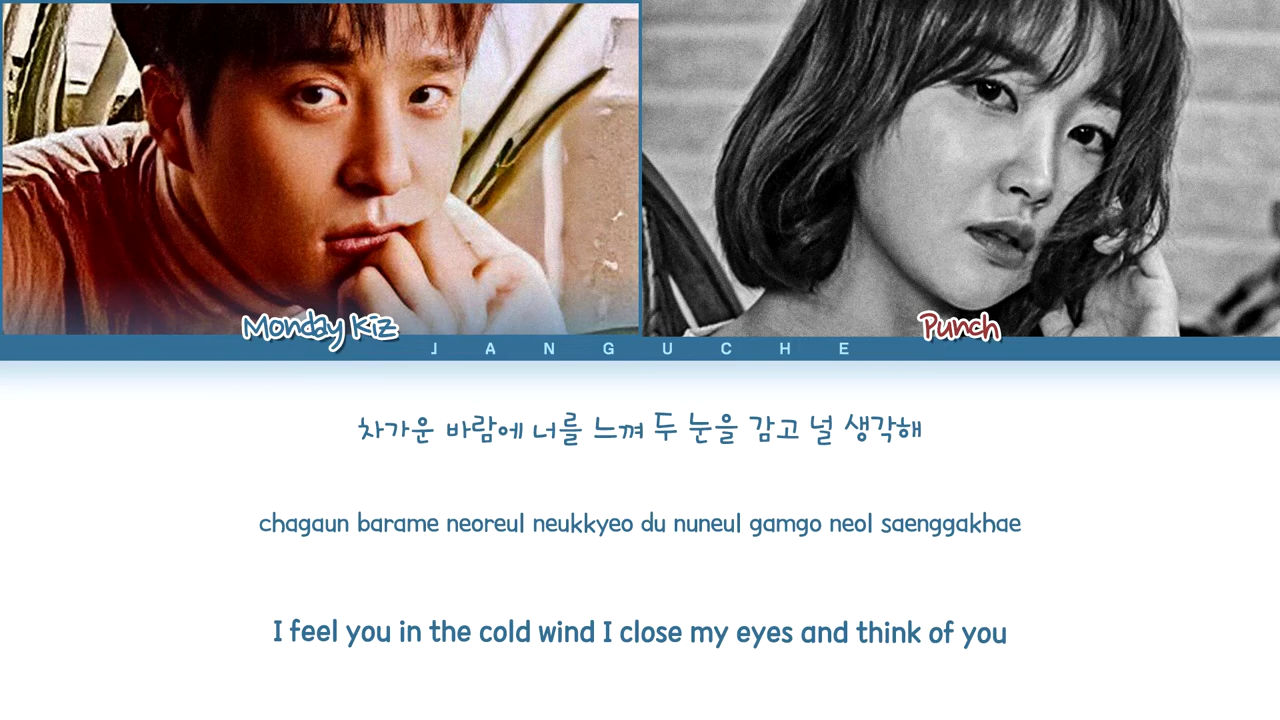 Monday Kiz
Punch
JANGUCHE
차가운 바람에 너를 느껴 두 눈을 감고 널 생각해
chagaun barame neoreul neukkyeo du nuneul gamgo neol saenggakhae
I feel you in the cold wind I close my eyes and think of you